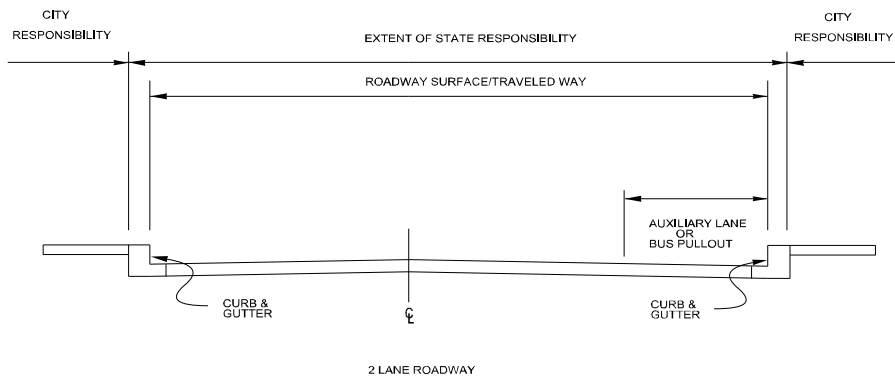 CITY
RESPONSIBILITY
EXTENT OF STATE RESPONSIBILITY
CITY
RESPONSIBILITY
ROADWAY SURFACE/TRAVELED WAY
AUXILIARY LANE
OR
BUS PULLOUT
CURB &
GUTTER
℄
CURB &
GUTTER
2 LANE ROADWAY